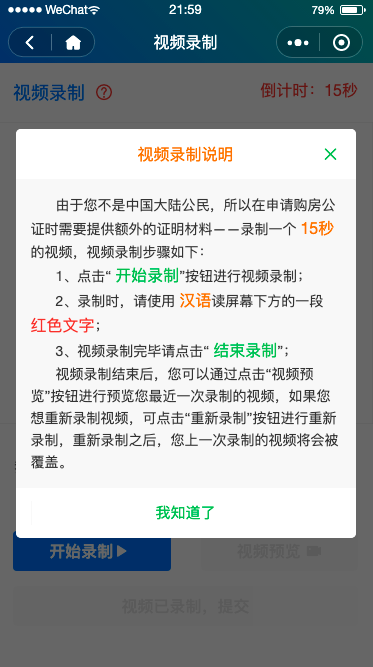 WeChat 21:59 79%
视频录制
视频录制 ? 倒计时：15秒
视频录制说明
由于您不是中国大陆公民，所以在申请购房公
证时需要提供额外的证明材料——录制一个 15秒
的视频，视频录制步骤如下：
1、点击“ 开始录制”按钮进行视频录制；
2、录制时，请使用 汉语读屏幕下方的一段
红色文字；
3、视频录制完毕请点击“ 结束录制”；
视频录制结束后，您可以通过点击“视频预
览”按钮进行预览您最近一次录制的视频，如果您
想重新录制视频，可点击“重新录制”按钮进行重新
录制，重新录制之后，您上一次录制的视频将会被
覆盖。
我知道了
开始录制 视频预览
视频已录制，提交